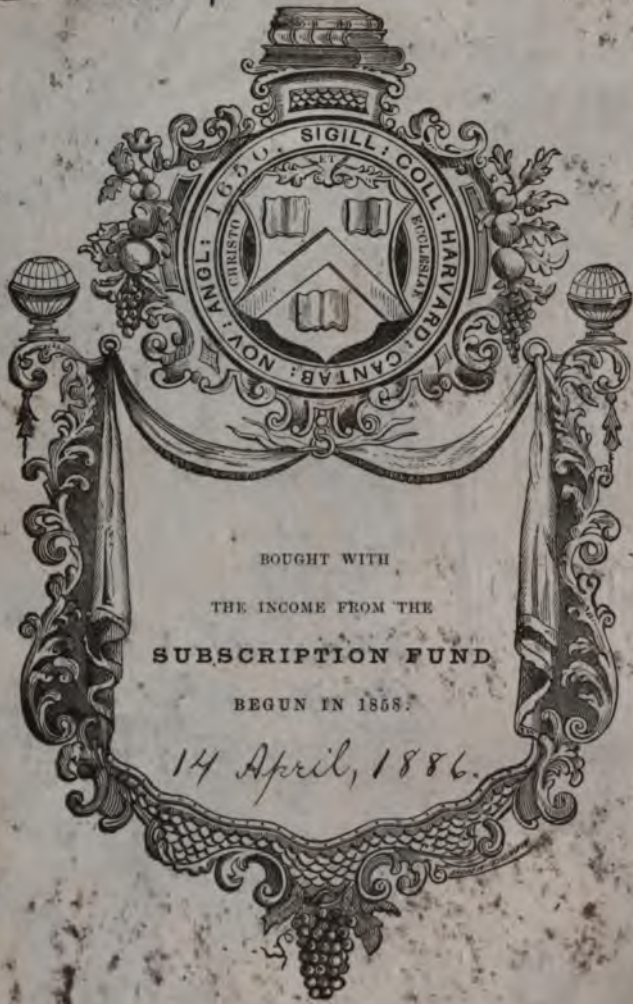 SIGILL: COLL: HARVARD: CANTAB: NOV: ANGL: 1650.
ET
CHRISTO
ECCLESIAE
BOUGHT WITH
THE INCOME FROM THE
SUBSCRIPTION FUND
BEGUN IN 1858.
14 April, 1886.